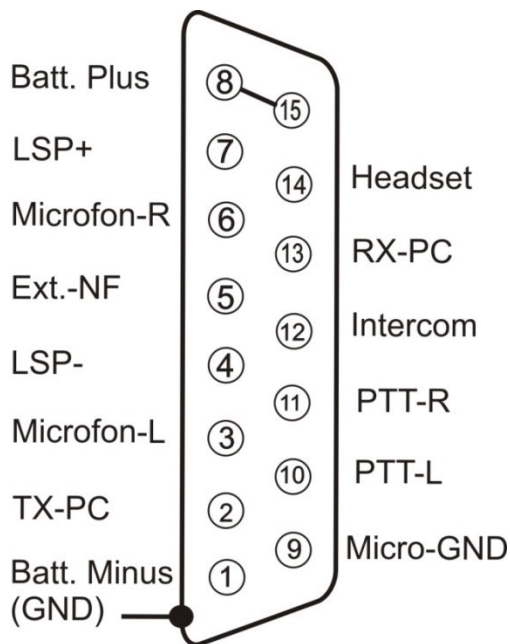 Batt. Plus
8
15
LSP+
7
14
Headset
Microfon-R
6
13
RX-PC
Ext.-NF
5
12
Intercom
LSP-
4
11
PTT-R
Microfon-L
3
10
PTT-L
TX-PC
2
9
Micro-GND
Batt. Minus
(GND)
1